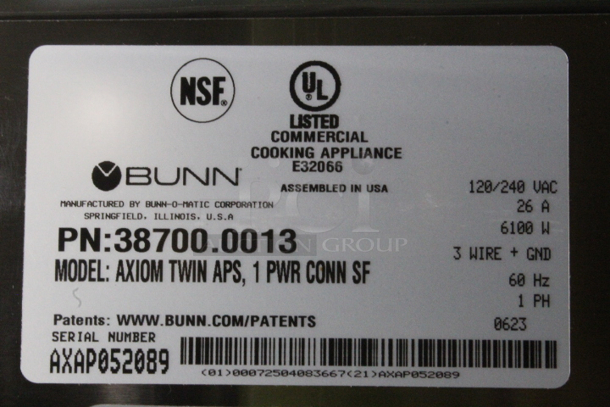 NSF®
UL
LISTED
COMMERCIAL
COOKING APPLIANCE
E32066
BUNN®
ASSEMBLED IN USA
MANUFACTURED BY BUNN-O-MATIC CORPORATION
SPRINGFIELD, ILLINOIS, U.S.A
PN:38700.0013
MODEL: AXIOM TWIN APS, 1 PWR CONN SF
120/240 VAC
26 A
6100 W
3 WIRE + GND
60 Hz
1 PH
0623
Patents: WWW.BUNN.COM/PATENTS
SERIAL NUMBER
AXAP052089
(01)00072504083667(21)AXAP052089
GROUP